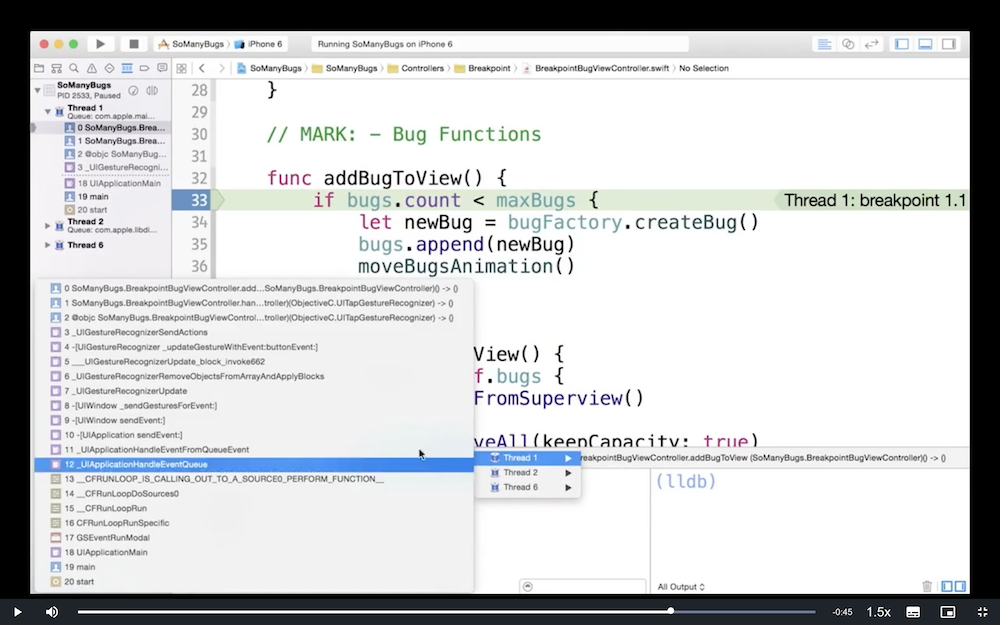 SoManyBugs iPhone 6
Running SoManyBugs on iPhone 6
SoManyBugs SoManyBugs Controllers Breakpoint BreakpointBugViewController.swift No Selection
SoManyBugs
PID 2533, Paused
Thread 1
Queue: com.apple.mai...
0 SoManyBugs.Brea...
1 SoManyBugs.Brea...
2 @objc SoManyBug...
3 _UIGestureRecogni...
18 UIApplicationMain
19 main
20 start
Thread 2
Queue: com.apple.libdi...
Thread 6
28 }
29
30 // MARK: - Bug Functions
31
32 func addBugToView() {
33 if bugs.count < maxBugs { Thread 1: breakpoint 1.1
34 let newBug = bugFactory.createBug()
35 bugs.append(newBug)
36 moveBugsAnimation()
View() {
f.bugs {
FromSuperview()
veAll(keepCapacity: true)
0 SoManyBugs.BreakpointBugViewController.add...SoManyBugs.BreakpointBugViewController)() -> ()
1 SoManyBugs.BreakpointBugViewController.han...troller)(ObjectiveC.UITapGestureRecognizer) -> ()
2 @objc SoManyBugs.BreakpointBugViewControl...troller)(ObjectiveC.UITapGestureRecognizer) -> ()
3 _UIGestureRecognizerSendActions
4 -[UIGestureRecognizer _updateGestureWithEvent:buttonEvent:]
5 ___UIGestureRecognizerUpdate_block_invoke662
6 _UIGestureRecognizerRemoveObjectsFromArrayAndApplyBlocks
7 _UIGestureRecognizerUpdate
8 -[UIWindow _sendGesturesForEvent:]
9 -[UIWindow sendEvent:]
10 -[UIApplication sendEvent:]
11 _UIApplicationHandleEventFromQueueEvent
12 _UIApplicationHandleEventQueue
13 __CFRUNLOOP_IS_CALLING_OUT_TO_A_SOURCE0_PERFORM_FUNCTION__
14 __CFRunLoopDoSources0
15 __CFRunLoopRun
16 CFRunLoopRunSpecific
17 GSEventRunModal
18 UIApplicationMain
19 main
20 start
Thread 1
Thread 2
Thread 6
reakpointBugViewController.addBugToView (SoManyBugs.BreakpointBugViewController)() -> ()
(lldb)
All Output
-0:45 1.5x